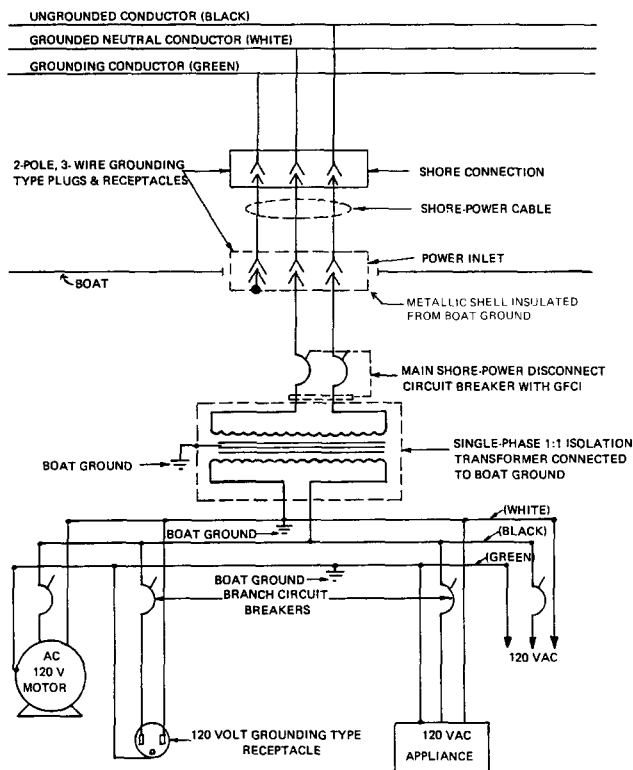 UNGROUNDED CONDUCTOR (BLACK)
GROUNDED NEUTRAL CONDUCTOR (WHITE)
GROUNDING CONDUCTOR (GREEN)
2-POLE, 3- WIRE GROUNDING
TYPE PLUGS & RECEPTACLES
SHORE CONNECTION
SHORE-POWER CABLE
POWER INLET
BOAT
METALLIC SHELL INSULATED
FROM BOAT GROUND
MAIN SHORE-POWER DISCONNECT
CIRCUIT BREAKER WITH GFCI
BOAT GROUND
SINGLE-PHASE 1:1 ISOLATION
TRANSFORMER CONNECTED
TO BOAT GROUND
(WHITE)
BOAT GROUND
(BLACK)
(GREEN)
BOAT GROUND
BRANCH CIRCUIT
BREAKERS
AC
120 V
MOTOR
120 VAC
120 VOLT GROUNDING TYPE
RECEPTACLE
120 VAC
APPLIANCE